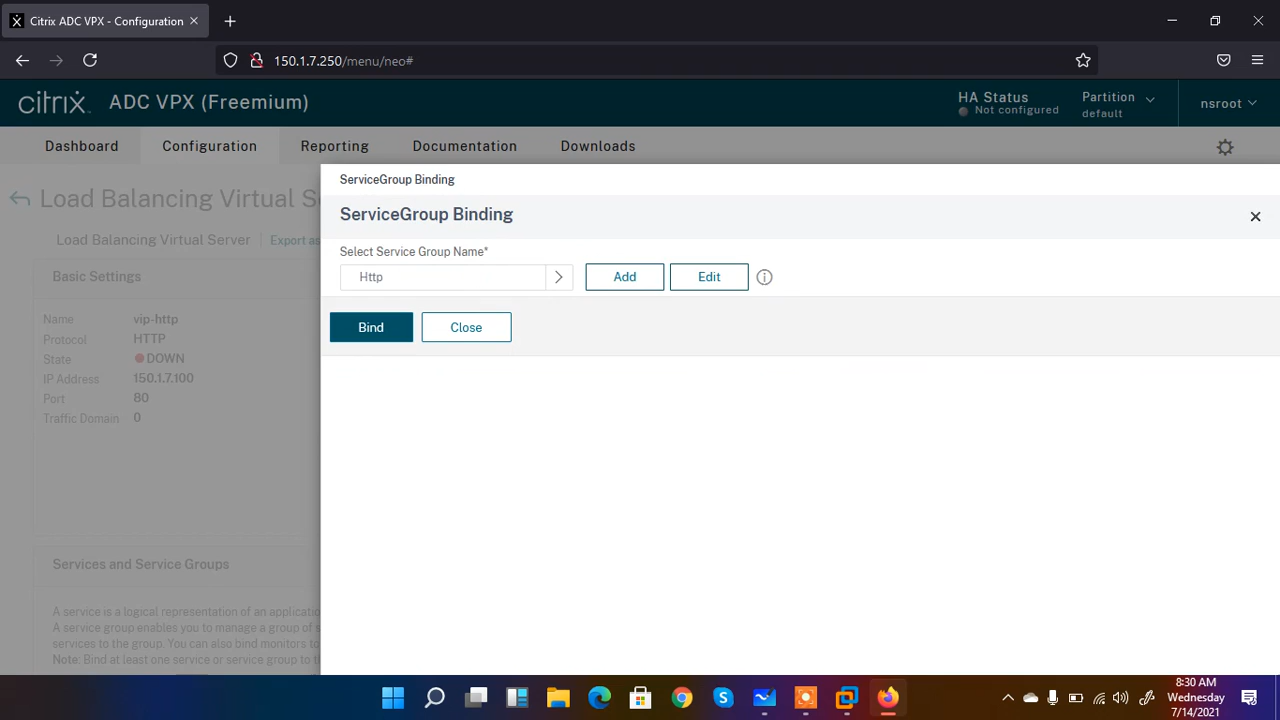 Citrix ADC VPX - Configuration
150.1.7.250/menu/neo#
citrix ADC VPX (Freemium)
HA Status
Not configured
Partition
default
nsroot
Dashboard Configuration Reporting Documentation Downloads
Load Balancing Virtual S
Load Balancing Virtual Server Export as
Basic Settings
Name vip-http
Protocol HTTP
State DOWN
IP Address 150.1.7.100
Port 80
Traffic Domain 0
Services and Service Groups
A service is a logical representation of an application
A service group enables you to manage a group of s
services to the group. You can also bind monitors to
Note: Bind at least one service or service group to t
ServiceGroup Binding
ServiceGroup Binding
Select Service Group Name*
Http
Add Edit
Bind Close
8:30 AM
Wednesday
7/14/2021